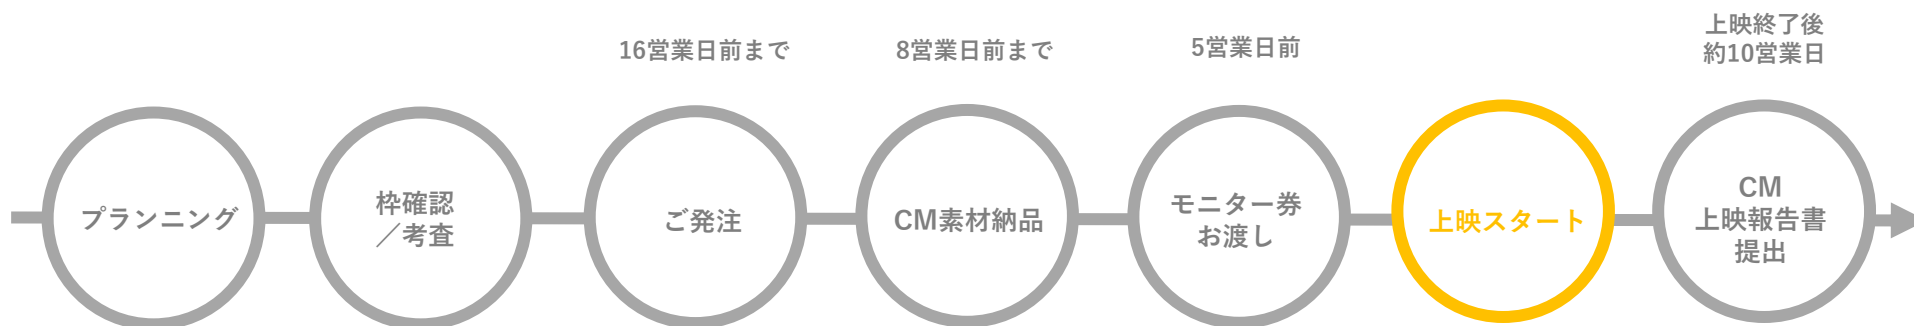 16営業日前まで
8営業日前まで
5営業日前
上映終了後
約10営業日
プランニング
枠確認
／考査
ご発注
CM素材納品
モニター券
お渡し
上映スタート
CM
上映報告書
提出